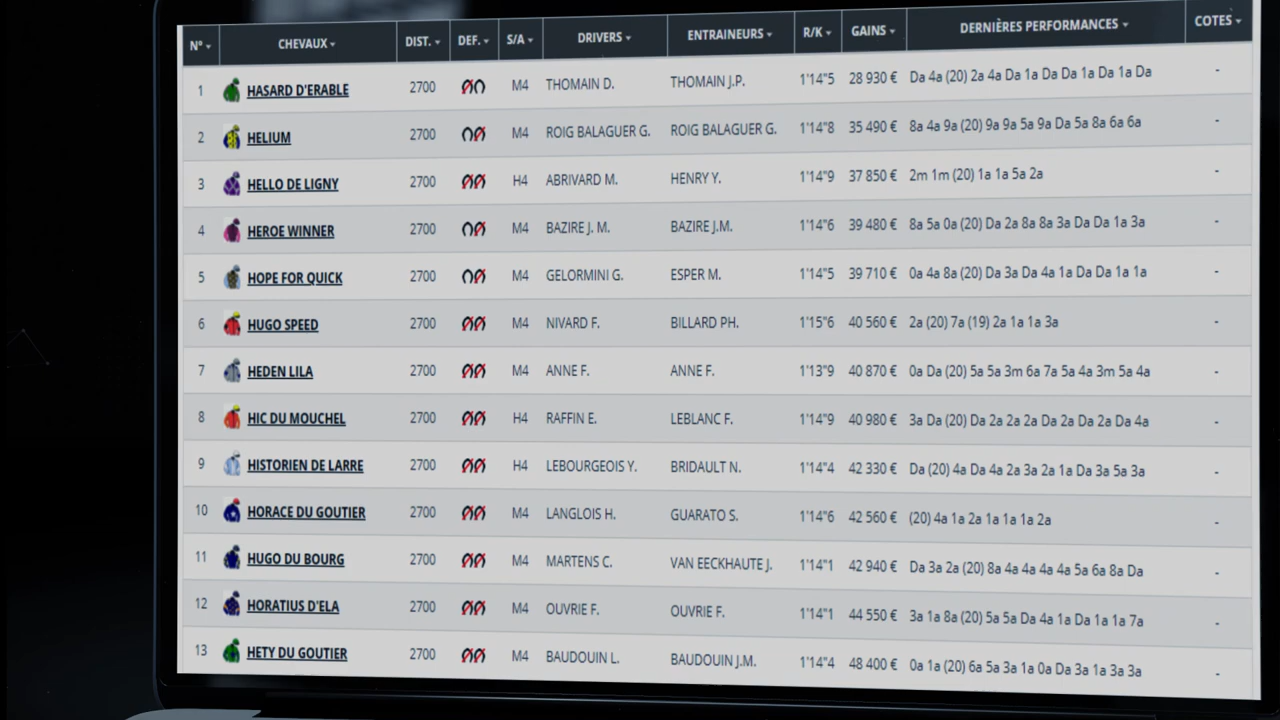 N° CHEVAUX DIST. DEF. S/A DRIVERS ENTRAINEURS R/K GAINS DERNIÈRES PERFORMANCES COTES
1 HASARD D'ERABLE 2700 M4 THOMAIN D. THOMAIN J.P. 1'14"5 28 930 € Da 4a (20) 2a 4a Da 1a Da Da 1a Da 1a Da -
2 HELIUM 2700 M4 ROIG BALAGUER G. ROIG BALAGUER G. 1'14"8 35 490 € 8a 4a 9a (20) 9a 9a 5a 9a Da 5a 8a 6a 6a -
3 HELLO DE LIGNY 2700 H4 ABRIVARD M. HENRY Y. 1'14"9 37 850 € 2m 1m (20) 1a 1a 5a 2a -
4 HEROE WINNER 2700 M4 BAZIRE J. M. BAZIRE J.M. 1'14"6 39 480 € 8a 5a 0a (20) Da 2a 8a 8a 3a Da Da 1a 3a -
5 HOPE FOR QUICK 2700 M4 GELORMINI G. ESPER M. 1'14"5 39 710 € 0a 4a 8a (20) Da 3a Da 4a 1a Da Da 1a 1a -
6 HUGO SPEED 2700 M4 NIVARD F. BILLARD PH. 1'15"6 40 560 € 2a (20) 7a (19) 2a 1a 1a 3a -
7 HEDEN LILA 2700 M4 ANNE F. ANNE F. 1'13"9 40 870 € 0a Da (20) 5a 5a 3m 6a 7a 5a 4a 3m 5a 4a -
8 HIC DU MOUCHEL 2700 H4 RAFFIN E. LEBLANC F. 1'14"9 40 980 € 3a Da (20) Da 2a 2a 2a Da 2a Da 2a Da 4a -
9 HISTORIEN DE LARRE 2700 H4 LEBOURGEOIS Y. BRIDAULT N. 1'14"4 42 330 € Da (20) 4a Da 4a 2a 3a 2a 1a Da 3a 5a 3a -
10 HORACE DU GOUTIER 2700 M4 LANGLOIS H. GUARATO S. 1'14"6 42 560 € (20) 4a 1a 2a 1a 1a 1a 2a -
11 HUGO DU BOURG 2700 M4 MARTENS C. VAN EECKHAUTE J. 1'14"1 42 940 € Da 3a 2a (20) 8a 4a 4a 4a 4a 5a 6a 8a Da -
12 HORATIUS D'ELA 2700 M4 OUVRIE F. OUVRIE F. 1'14"1 44 550 € 3a 1a 8a (20) 5a 5a Da 4a 1a Da 1a 1a 7a -
13 HETY DU GOUTIER 2700 M4 BAUDOUIN L. BAUDOUIN J.M. 1'14"4 48 400 € 0a 1a (20) 6a 5a 3a 1a 0a Da 3a 1a 3a 3a -